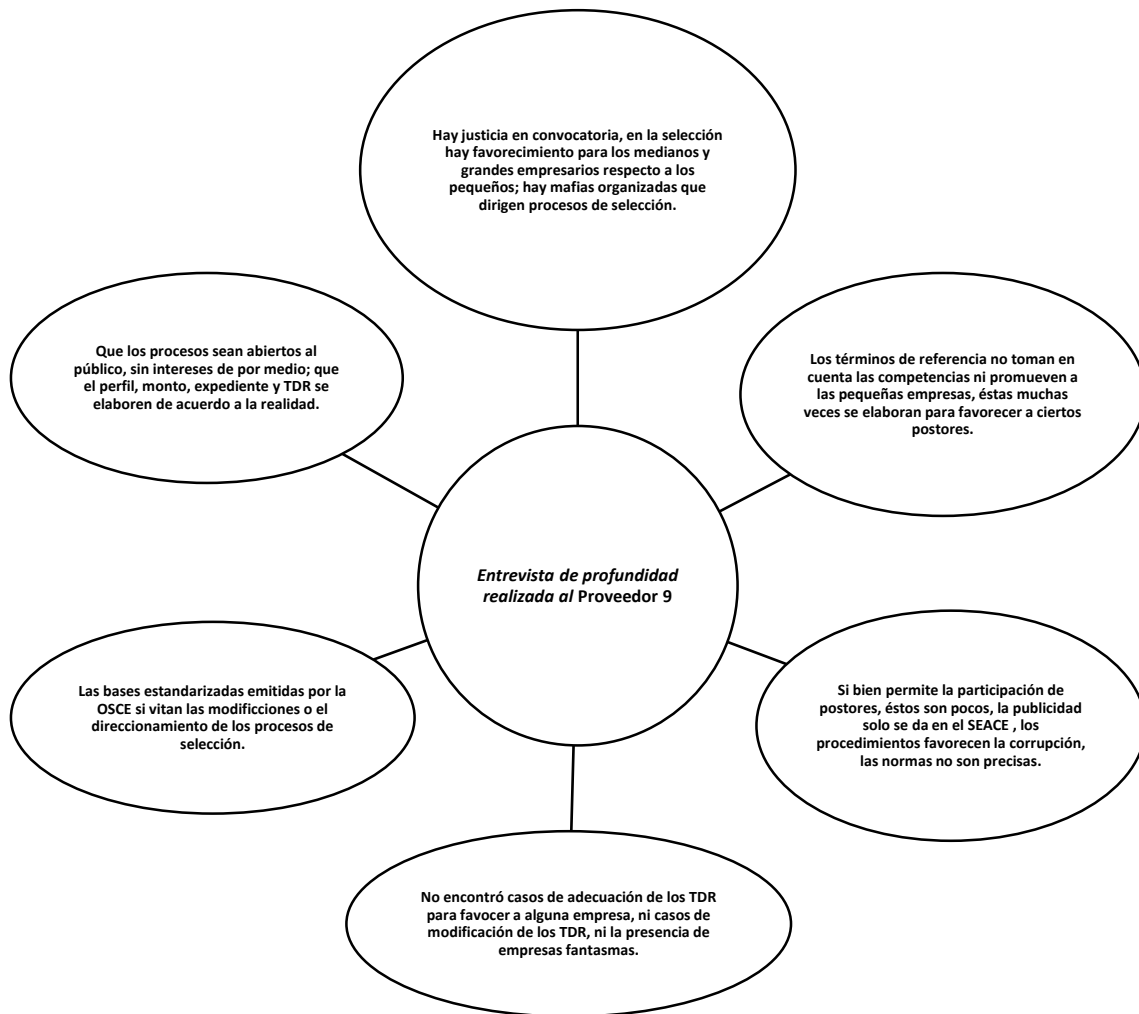 Hay justicia en convocatoria, en la selección
hay favorecimiento para los medianos y
grandes empresarios respecto a los
pequeños; hay mafias organizadas que
dirigen procesos de selección.
Que los procesos sean abiertos al
público, sin intereses de por medio; que
el perfil, monto, expediente y TDR se
elaboren de acuerdo a la realidad.
Los términos de referencia no toman en
cuenta las competencias ni promueven a
las pequeñas empresas, éstas muchas
veces se elaboran para favorecer a ciertos
postores.
Entrevista de profundidad
realizada al Proveedor 9
Las bases estandarizadas emitidas por la
OSCE si vitan las modificciones o el
direccionamiento de los procesos de
selección.
Si bien permite la participación de
postores, éstos son pocos, la publicidad
solo se da en el SEACE , los
procedimientos favorecen la corrupción,
las normas no son precisas.
No encontró casos de adecuación de los TDR
para favocer a alguna empresa, ni casos de
modificación de los TDR, ni la presencia de
empresas fantasmas.